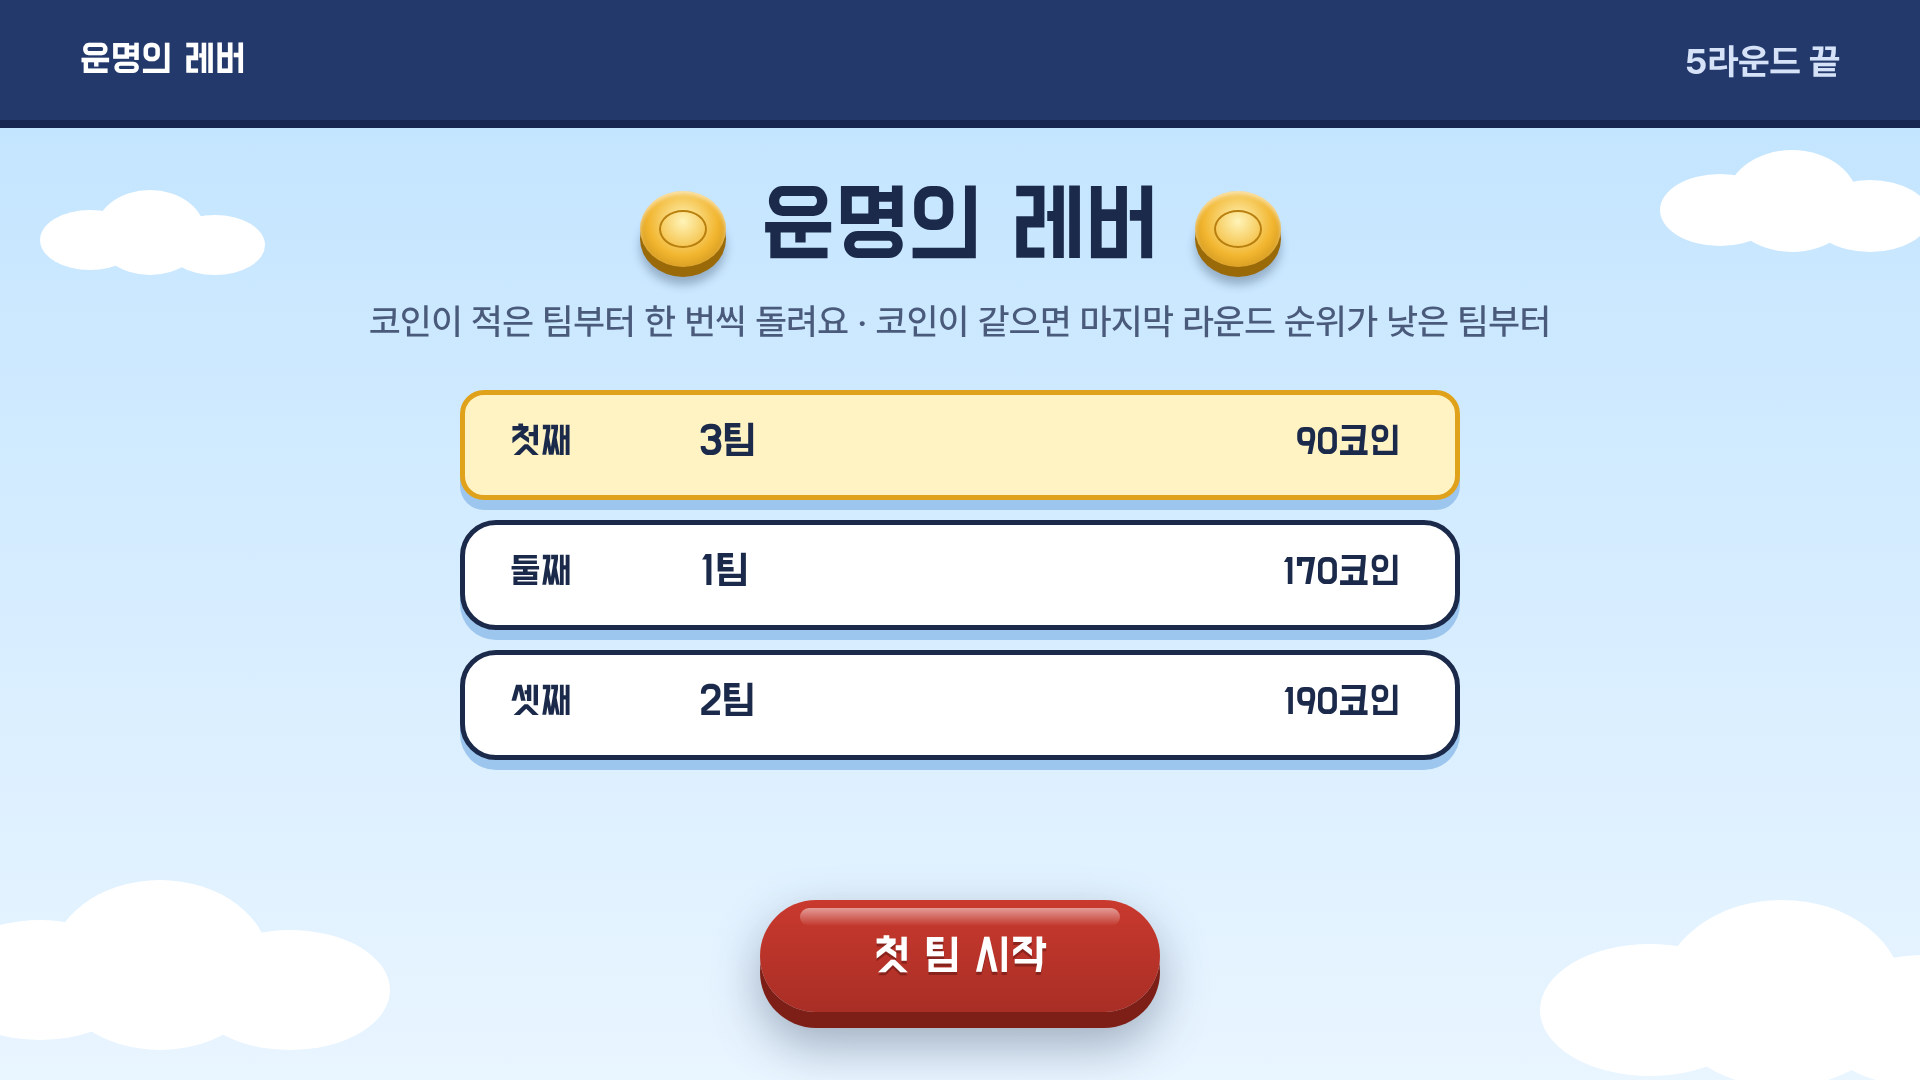 운명의 레버
5라운드 끝
운명의 레버
코인이 적은 팀부터 한 번씩 돌려요 · 코인이 같으면 마지막 라운드 순위가 낮은 팀부터
첫째 3팀 90코인
둘째 1팀 170코인
셋째 2팀 190코인
첫 팀 시작